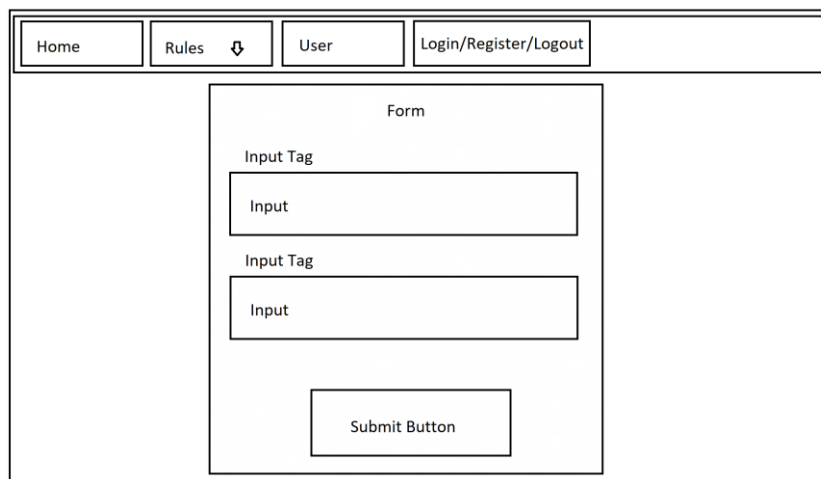 Home
Rules
User
Login/Register/Logout
Form
Input Tag
Input
Input Tag
Input
Submit Button